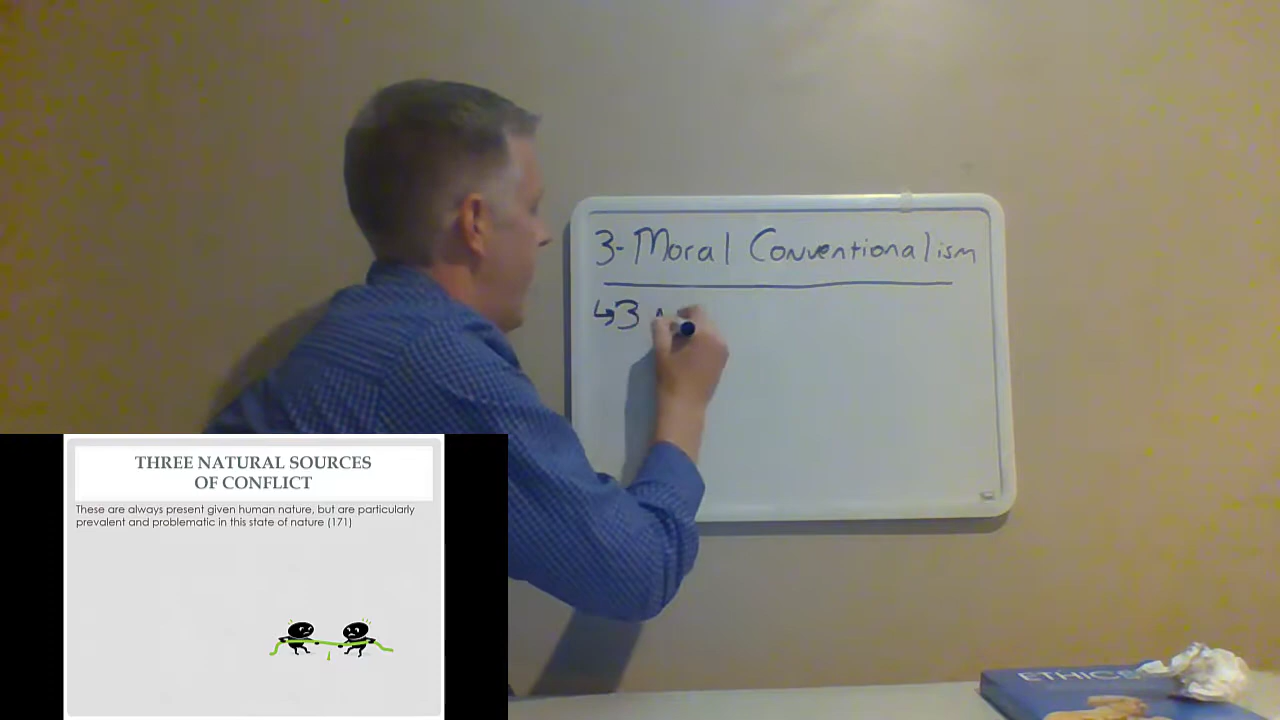 3- Moral Conventionalism
↳3
THREE NATURAL SOURCES
OF CONFLICT
These are always present given human nature, but are particularly
prevalent and problematic in this state of nature (171)
ETHICS